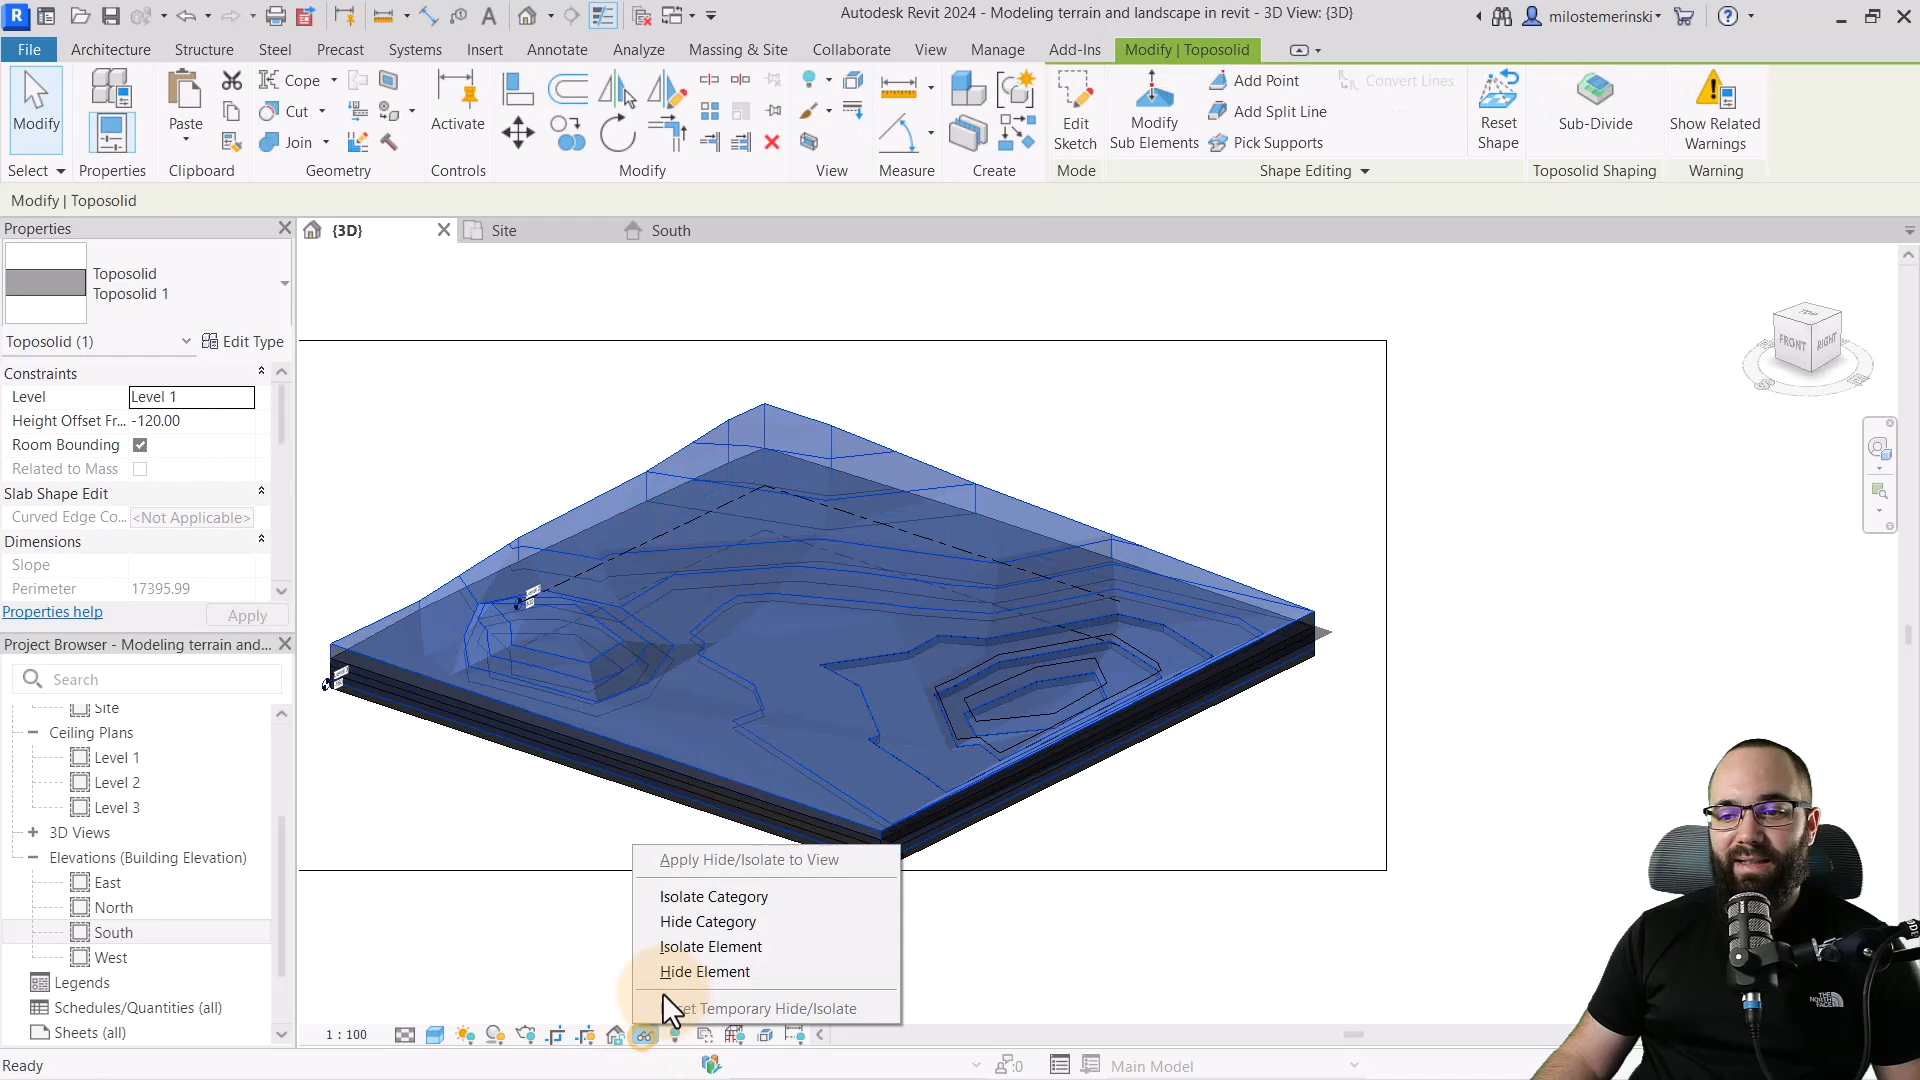 Autodesk Revit 2024 - Modeling terrain and landscape in revit - 3D View: {3D}
milostemerinski
File
Architecture
Structure
Steel
Precast
Systems
Insert
Annotate
Analyze
Massing & Site
Collaborate
View
Manage
Add-Ins
Modify | Toposolid
Modify
Paste
Cope
Cut
Join
Activate
Edit Sketch
Modify Sub Elements
Add Point
Add Split Line
Pick Supports
Convert Lines
Reset Shape
Sub-Divide
Show Related Warnings
Select
Properties
Clipboard
Geometry
Controls
Modify
View
Measure
Create
Mode
Shape Editing
Toposolid Shaping
Warning
Modify | Toposolid
Properties
{3D}
Site
South
Toposolid
Toposolid 1
Toposolid (1)
Edit Type
Constraints
Level
Level 1
Height Offset Fr...
-120.00
Room Bounding
Related to Mass
Slab Shape Edit
Curved Edge Co...
<Not Applicable>
Dimensions
Slope
Perimeter
17395.99
Properties help
Apply
Project Browser - Modeling terrain and...
Search
Site
Ceiling Plans
Level 1
Level 2
Level 3
3D Views
Elevations (Building Elevation)
East
North
South
West
Legends
Schedules/Quantities (all)
Sheets (all)
TOP
FRONT
RIGHT
Apply Hide/Isolate to View
Isolate Category
Hide Category
Isolate Element
Hide Element
et Temporary Hide/Isolate
1 : 100
Ready
:0
Main Model
THE NORTH FACE
RØDE